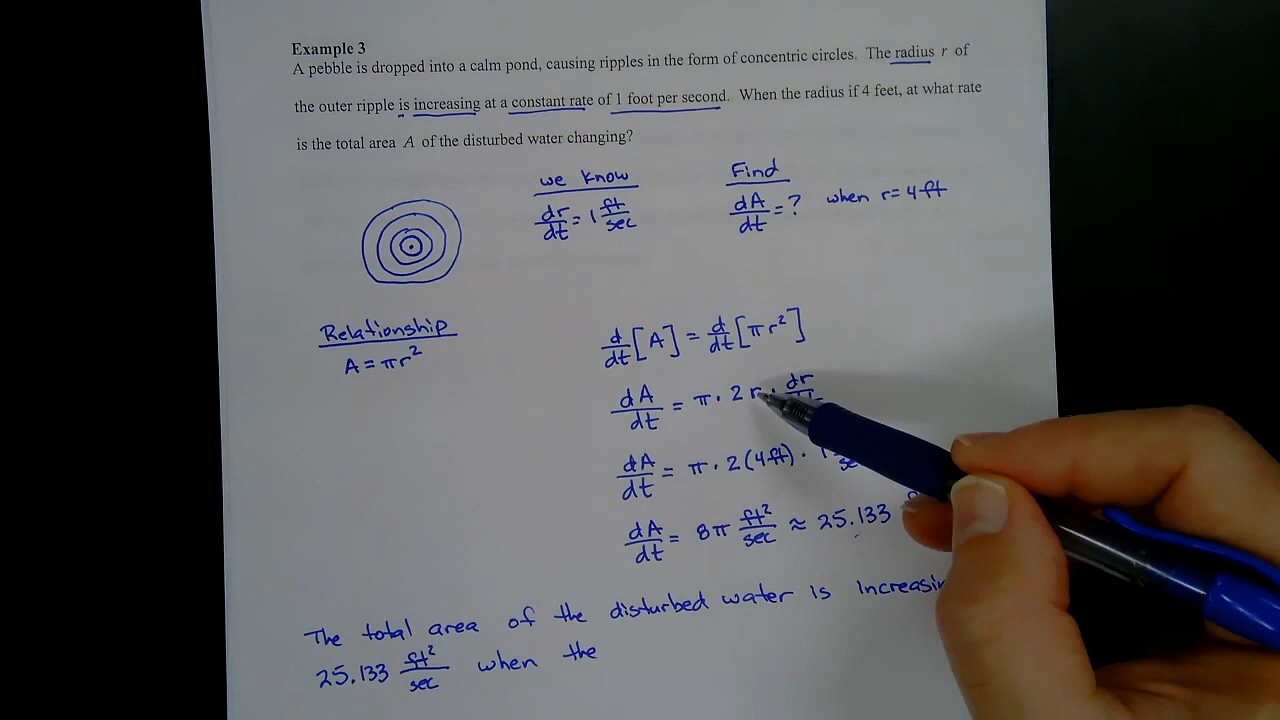 Example 3
A pebble is dropped into a calm pond, causing ripples in the form of concentric circles. The radius r of
the outer ripple is increasing at a constant rate of 1 foot per second. When the radius if 4 feet, at what rate
is the total area A of the disturbed water changing?
we know
dr/dt = 1 ft/sec
Find
dA/dt = ? when r = 4 ft
Relationship
A = πr²
d/dt [A] = d/dt [πr²]
dA/dt = π · 2r · dr
dA/dt = π · 2(4ft) ·
dA/dt = 8π ft²/sec ≈ 25.133
The total area of the disturbed water is
25.133 ft²/sec when the